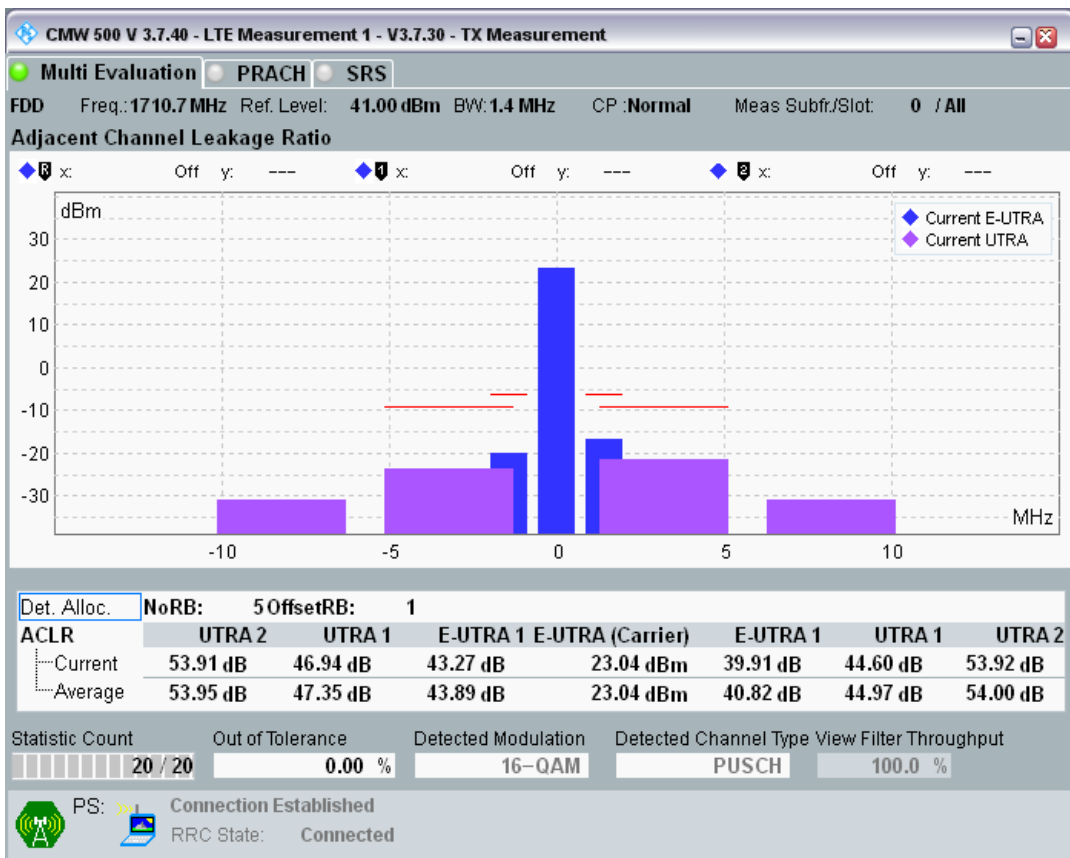 CMW 500 V 3.7.40 - LTE Measurement 1 - V3.7.30 - TX Measurement
Multi Evaluation PRACH SRS
FDD Freq.:1710.7 MHz Ref. Level: 41.00 dBm BW:1.4 MHz CP :Normal Meas Subfr./Slot: 0 / All
Adjacent Channel Leakage Ratio
R x: Off y: --- 1 x: Off y: --- 2 x: Off y: ---
dBm
Current E-UTRA
Current UTRA
30
20
10
0
-10
-20
-30
MHz
-10 -5 0 5 10
Det. Alloc. NoRB: 5 OffsetRB: 1
ACLR UTRA 2 UTRA 1 E-UTRA 1 E-UTRA (Carrier) E-UTRA 1 UTRA 1 UTRA 2
Current 53.91 dB 46.94 dB 43.27 dB 23.04 dBm 39.91 dB 44.60 dB 53.92 dB
Average 53.95 dB 47.35 dB 43.89 dB 23.04 dBm 40.82 dB 44.97 dB 54.00 dB
Statistic Count Out of Tolerance Detected Modulation Detected Channel Type View Filter Throughput
20 / 20 0.00 % 16-QAM PUSCH 100.0 %
PS: Connection Established
RRC State: Connected